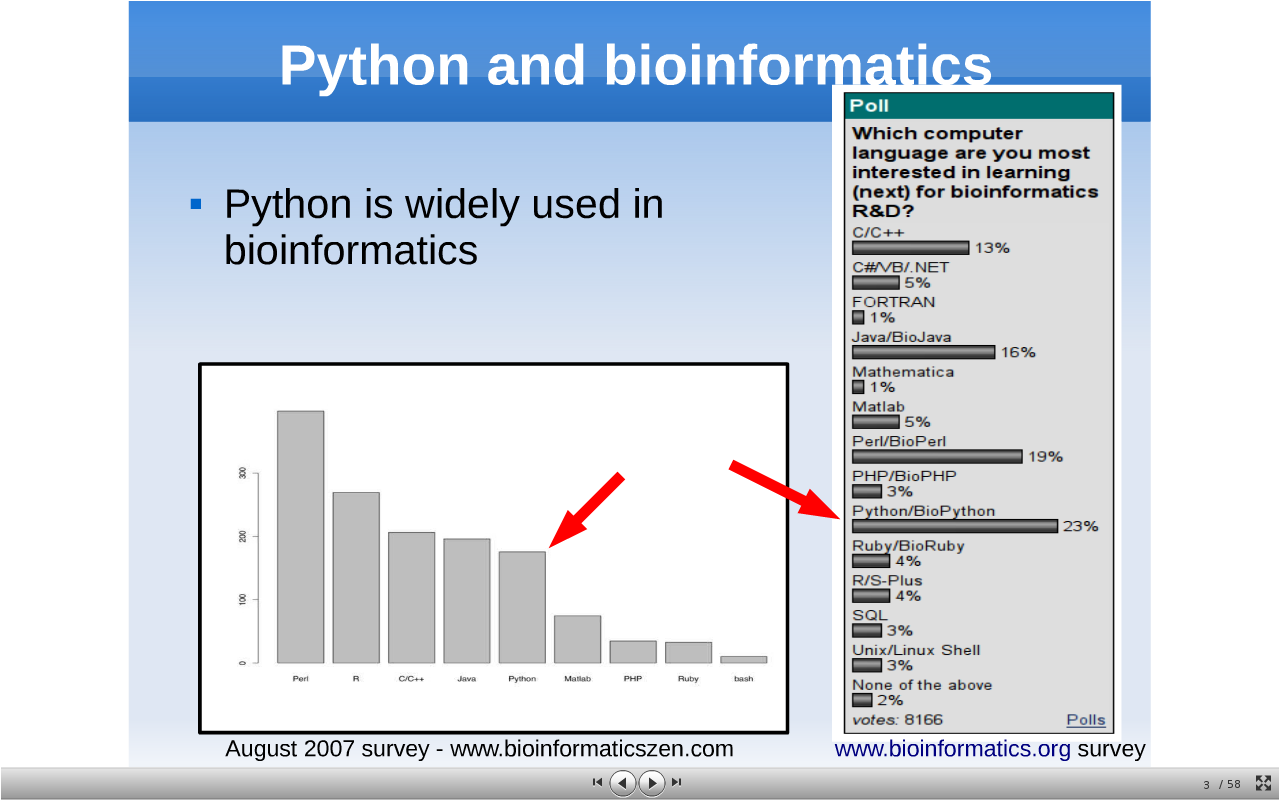 Python and bioinformatics
Python is widely used in
bioinformatics
300
200
100
0
Perl R C/C++ Java Python Matlab PHP Ruby bash
August 2007 survey - www.bioinformaticszen.com
Poll
Which computer
language are you most
interested in learning
(next) for bioinformatics
R&D?
C/C++
13%
C#/VB/.NET
5%
FORTRAN
1%
Java/BioJava
16%
Mathematica
1%
Matlab
5%
Perl/BioPerl
19%
PHP/BioPHP
3%
Python/BioPython
23%
Ruby/BioRuby
4%
R/S-Plus
4%
SQL
3%
Unix/Linux Shell
3%
None of the above
2%
votes: 8166 Polls
www.bioinformatics.org survey
3 / 58